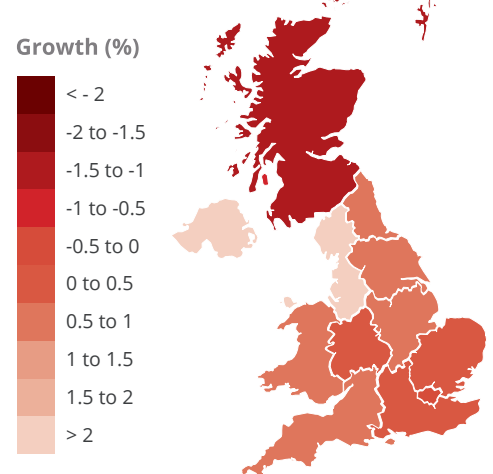 Growth (%)
< - 2
-2 to -1.5
-1.5 to -1
-1 to -0.5
-0.5 to 0
0 to 0.5
0.5 to 1
1 to 1.5
1.5 to 2
> 2